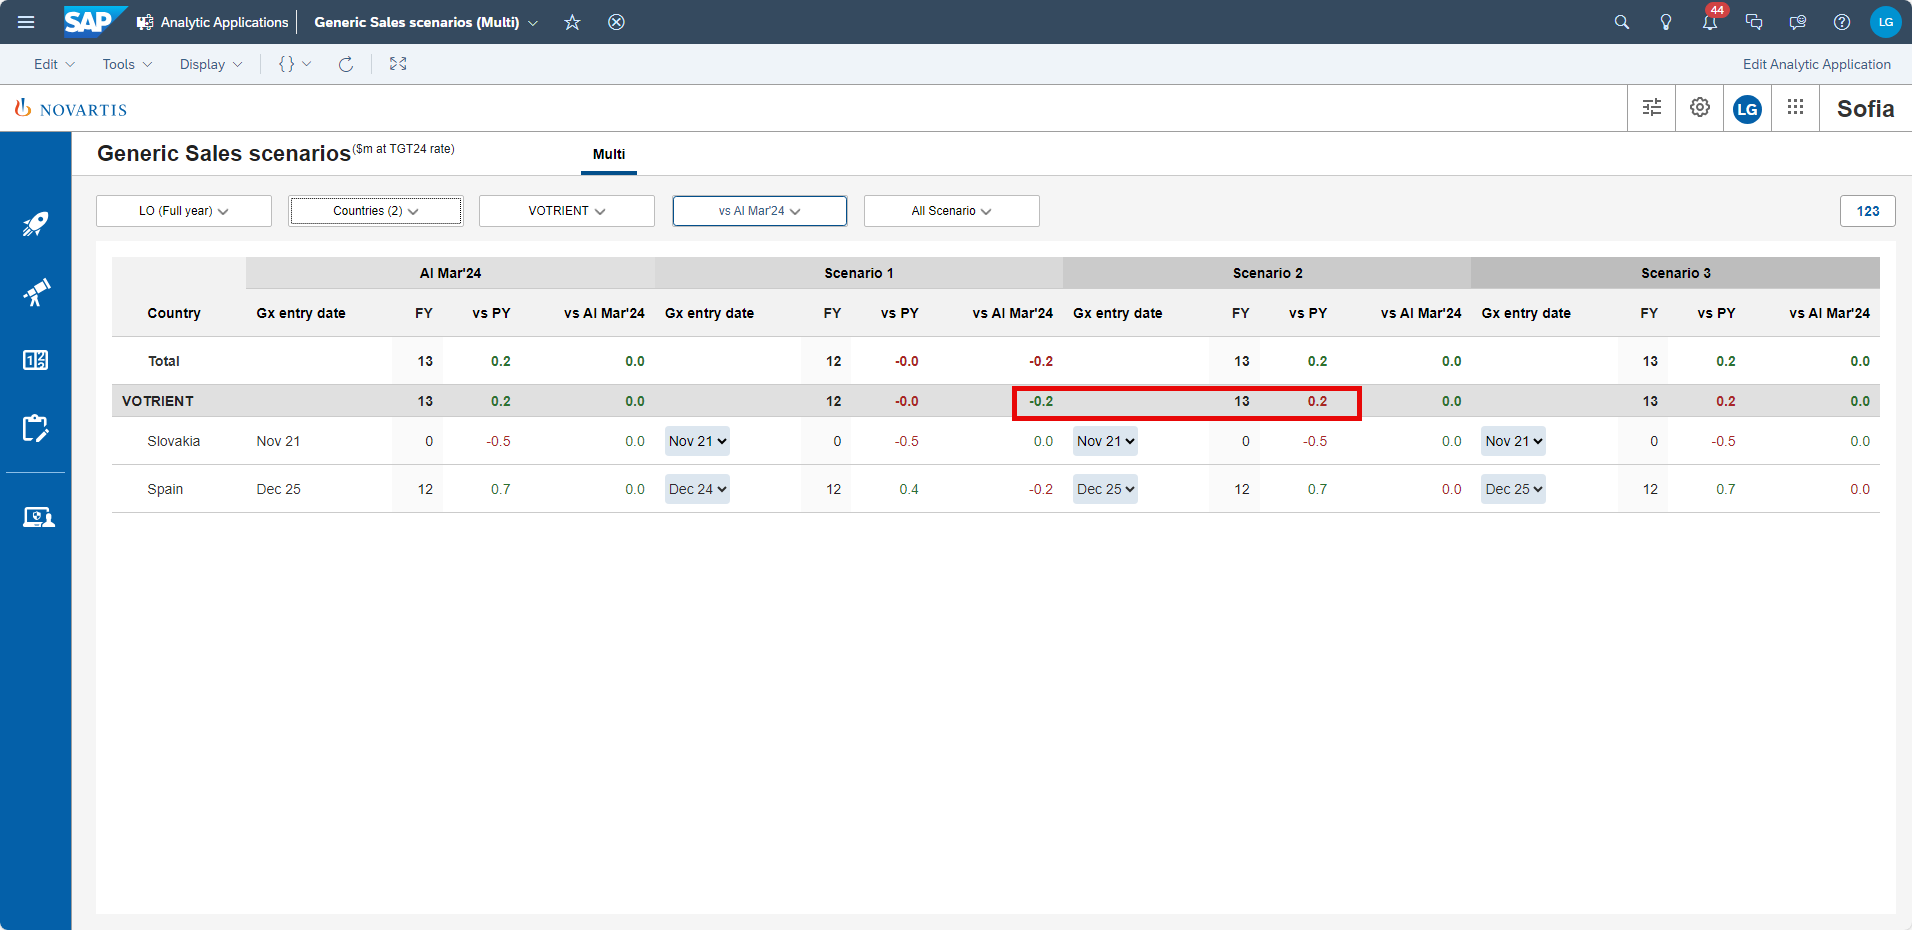 SAP Analytic Applications Generic Sales scenarios (Multi) 44 LG
Edit Tools Display { } Edit Analytic Application
NOVARTIS LG Sofia
Generic Sales scenarios ($m at TGT24 rate) Multi
LO (Full year) Countries (2) VOTRIENT vs AI Mar'24 All Scenario 123
AI Mar'24 Scenario 1 Scenario 2 Scenario 3
Country Gx entry date FY vs PY vs AI Mar'24 Gx entry date FY vs PY vs AI Mar'24 Gx entry date FY vs PY vs AI Mar'24 Gx entry date FY vs PY vs AI Mar'24
Total 13 0.2 0.0 12 -0.0 -0.2 13 0.2 0.0 13 0.2 0.0
VOTRIENT 13 0.2 0.0 12 -0.0 -0.2 13 0.2 0.0 13 0.2 0.0
Slovakia Nov 21 0 -0.5 0.0 Nov 21 0 -0.5 0.0 Nov 21 0 -0.5 0.0 Nov 21 0 -0.5 0.0
Spain Dec 25 12 0.7 0.0 Dec 24 12 0.4 -0.2 Dec 25 12 0.7 0.0 Dec 25 12 0.7 0.0